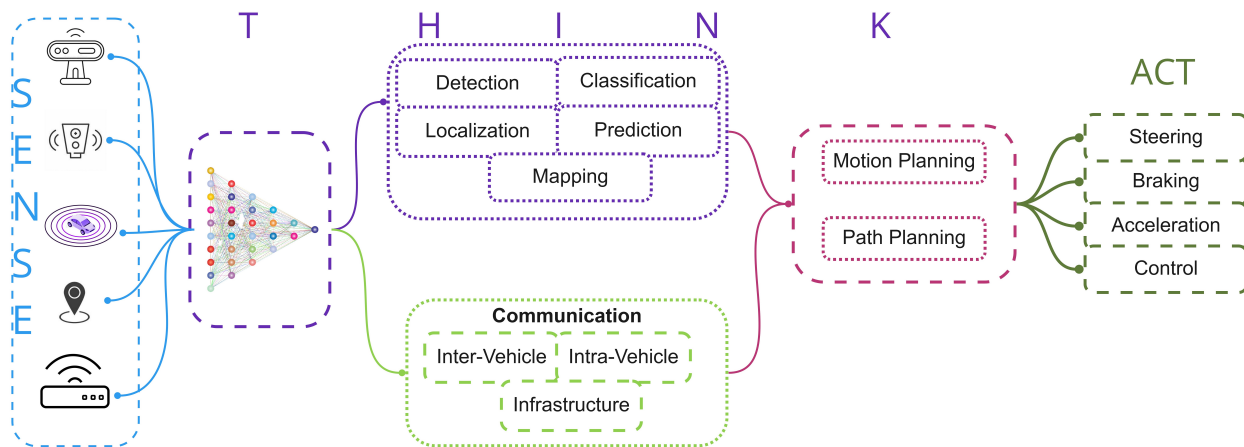 SENSE
T H I N K
Detection
Classification
Localization
Prediction
Mapping
Communication
Inter-Vehicle
Intra-Vehicle
Infrastructure
Motion Planning
Path Planning
ACT
Steering
Braking
Acceleration
Control